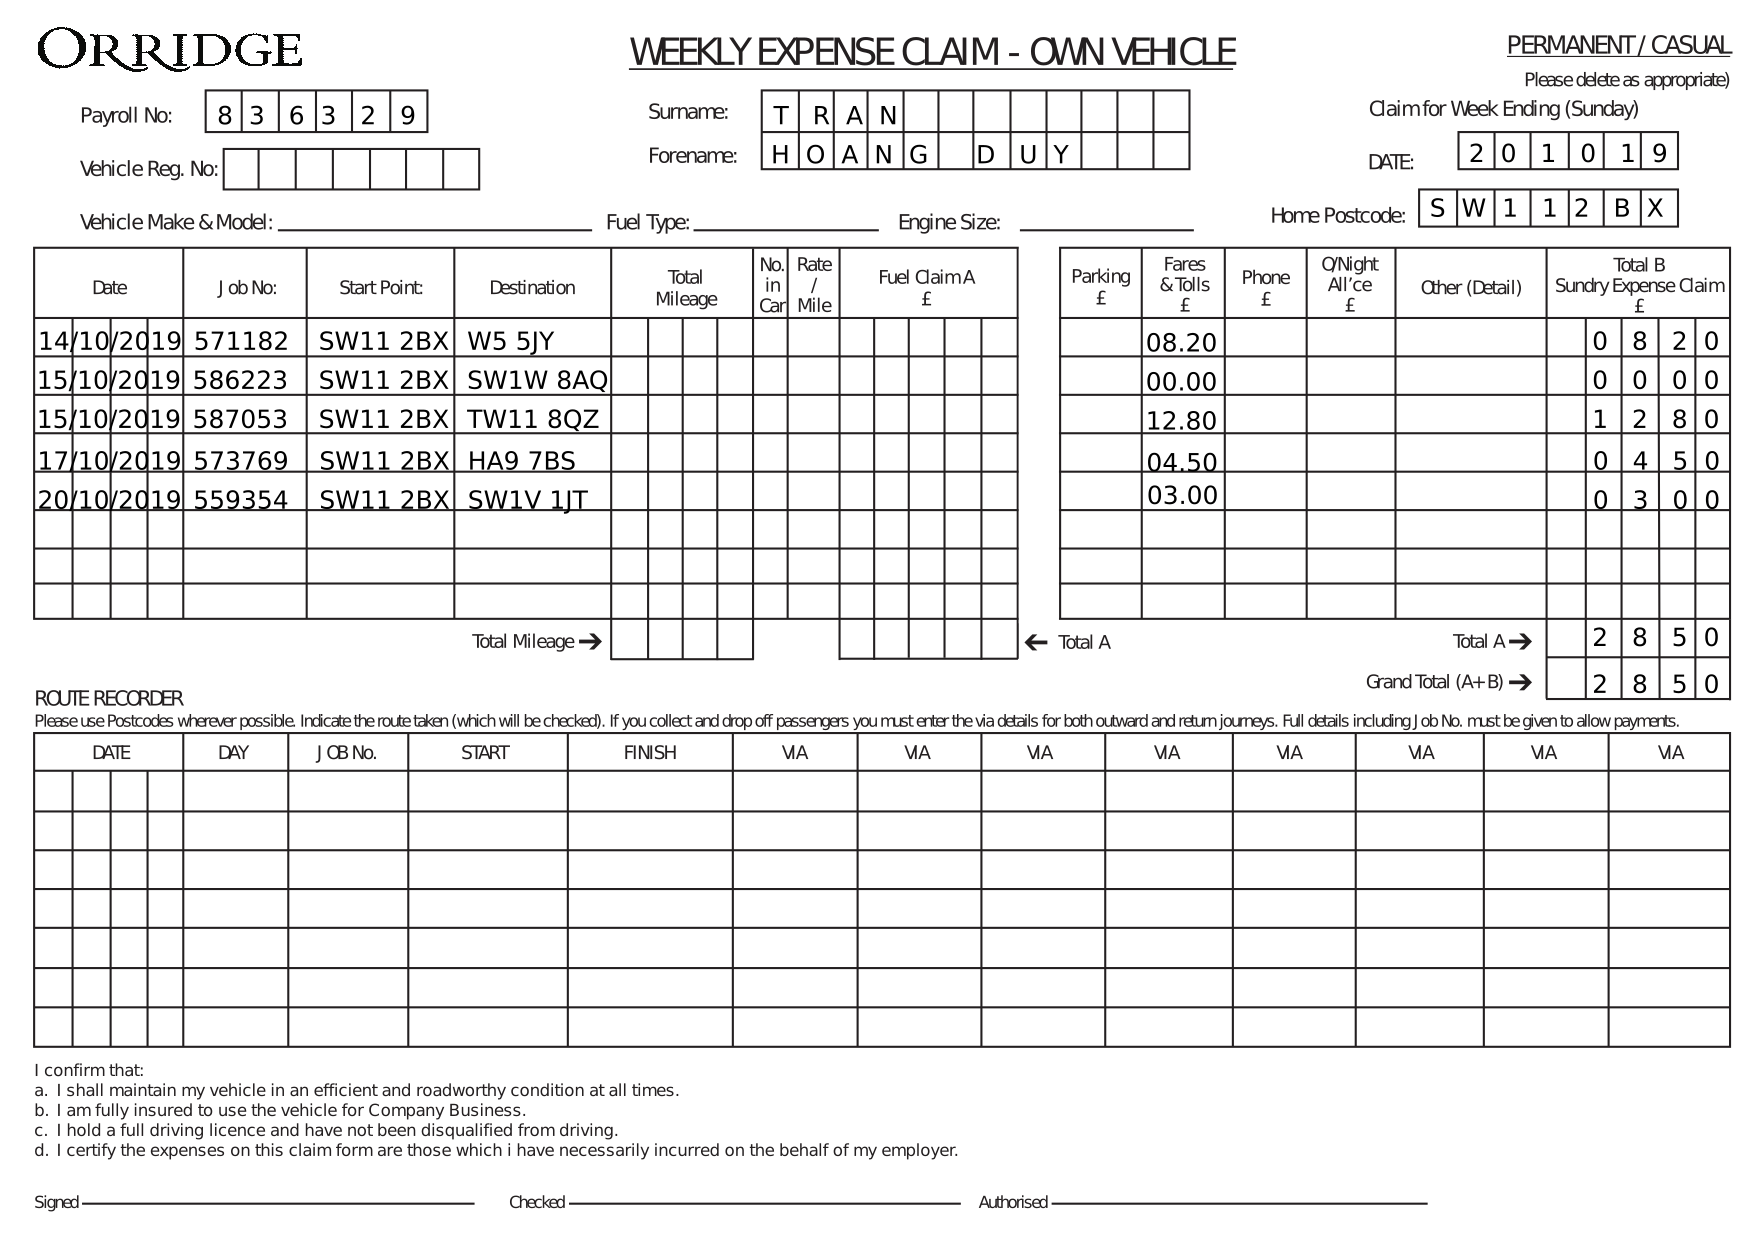 ORRIDGE
WEEKLY EXPENSE CLAIM - OWN VEHICLE
PERMANENT / CASUAL
Please delete as appropriate)
Payroll No: 8 3 6 3 2 9
Surname: T R A N
Claim for Week Ending (Sunday)
Vehicle Reg. No:
Forename: H O A N G D U Y
DATE: 2 0 1 0 1 9
Vehicle Make & Model: Fuel Type: Engine Size:
Home Postcode: S W 1 1 2 B X
Date Job No: Start Point: Destination Total Mileage No. in Car Rate / Mile Fuel Claim A £ Parking £ Fares & Tolls £ Phone £ O/Night All'ce £ Other (Detail) Total B Sundry Expense Claim £
14/10/2019 571182 SW11 2BX W5 5JY 08.20 0 8 2 0
15/10/2019 586223 SW11 2BX SW1W 8AQ 00.00 0 0 0 0
15/10/2019 587053 SW11 2BX TW11 8QZ 12.80 1 2 8 0
17/10/2019 573769 SW11 2BX HA9 7BS 04.50 0 4 5 0
20/10/2019 559354 SW11 2BX SW1V 1JT 03.00 0 3 0 0
Total Mileage ➔ ← Total A Total A ➔ 2 8 5 0
Grand Total (A+B) ➔ 2 8 5 0
ROUTE RECORDER
Please use Postcodes wherever possible. Indicate the route taken (which will be checked). If you collect and drop off passengers you must enter the via details for both outward and return journeys. Full details including Job No. must be given to allow payments.
DATE DAY JOB No. START FINISH VIA VIA VIA VIA VIA VIA VIA VIA
I confirm that:
a. I shall maintain my vehicle in an efficient and roadworthy condition at all times.
b. I am fully insured to use the vehicle for Company Business.
c. I hold a full driving licence and have not been disqualified from driving.
d. I certify the expenses on this claim form are those which i have necessarily incurred on the behalf of my employer.
Signed Checked Authorised